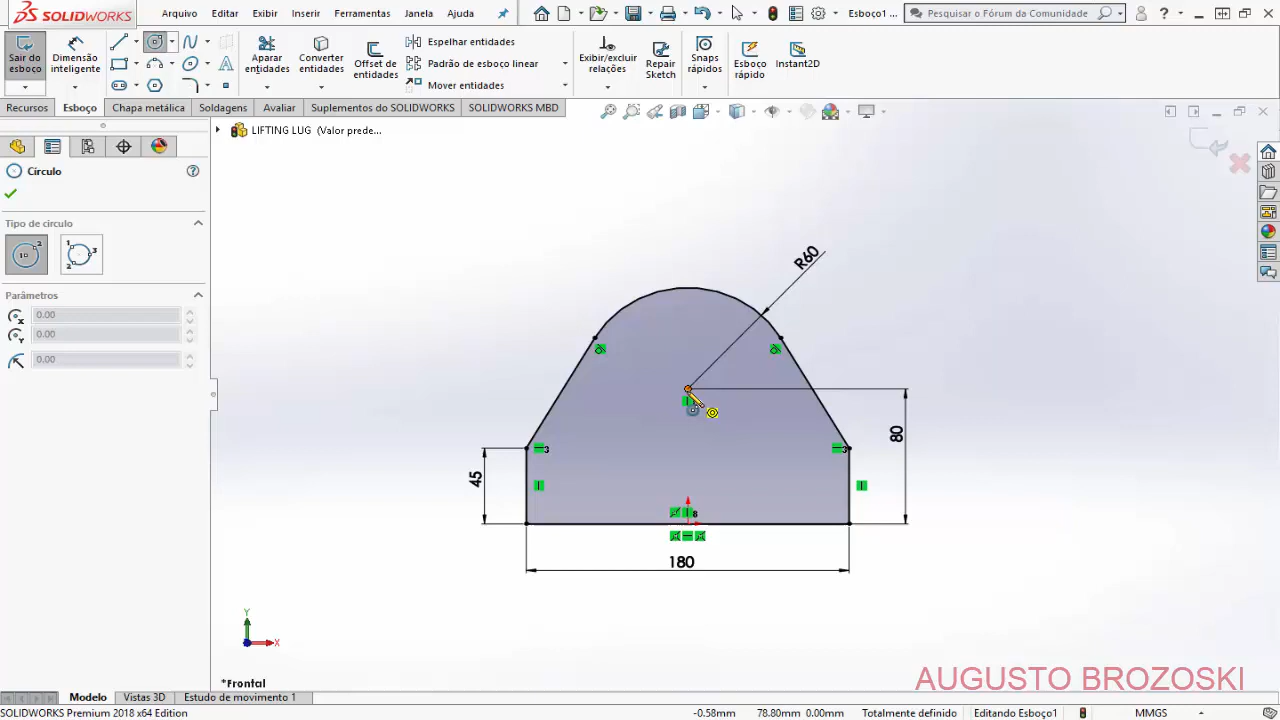 SOLIDWORKS
Arquivo Editar Exibir Inserir Ferramentas Janela Ajuda
Esboço1 ...
Pesquisar o Fórum da Comunidade
Sair do esboço
Dimensão inteligente
Aparar entidades
Converter entidades
Offset de entidades
Espelhar entidades
Padrão de esboço linear
Mover entidades
Exibir/excluir relações
Repair Sketch
Snaps rápidos
Esboço rápido
Instant2D
Recursos Esboço Chapa metálica Soldagens Avaliar Suplementos do SOLIDWORKS SOLIDWORKS MBD
LIFTING LUG (Valor prede...
Círculo
Tipo de círculo
Parâmetros
0.00
0.00
0.00
R60
80
45
3
3
8
180
Y
X
*Frontal
AUGUSTO BROZOSKI
Modelo Vistas 3D Estudo de movimento 1
SOLIDWORKS Premium 2018 x64 Edition
-0.58mm 78.80mm 0.00mm Totalmente definido Editando Esboço1 MMGS